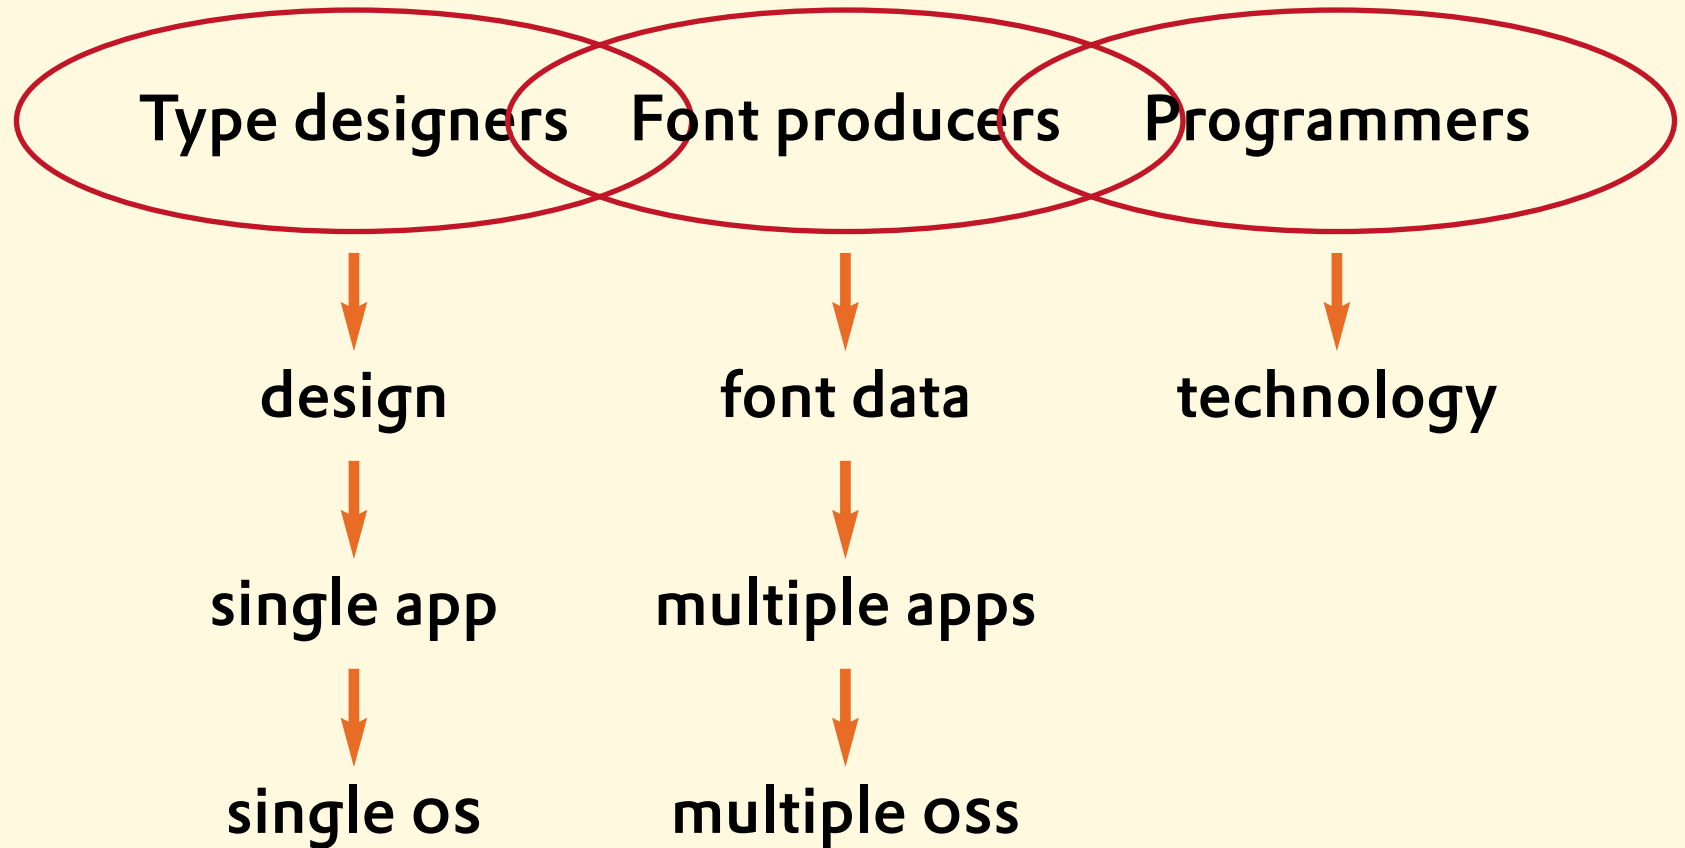 Type designers Font producers Programmers
design font data technology
single app multiple apps
single OS multiple OSs